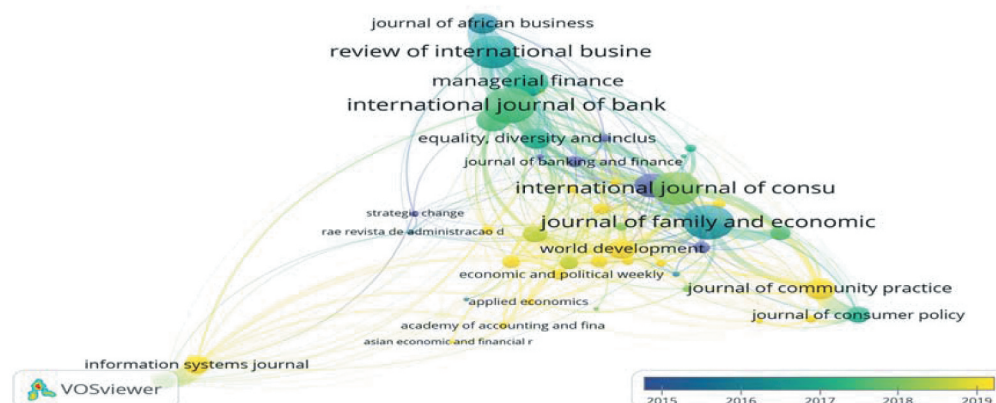 journal of african business
review of international busine
managerial finance
international journal of bank
equality, diversity and inclus
journal of banking and finance
international journal of consu
strategic change
journal of family and economic
rae revista de administracao d
world development
economic and political weekly
journal of community practice
applied economics
journal of consumer policy
academy of accounting and fina
asian economic and financial r
information systems journal
VOSviewer
2015 2016 2017 2018 2019